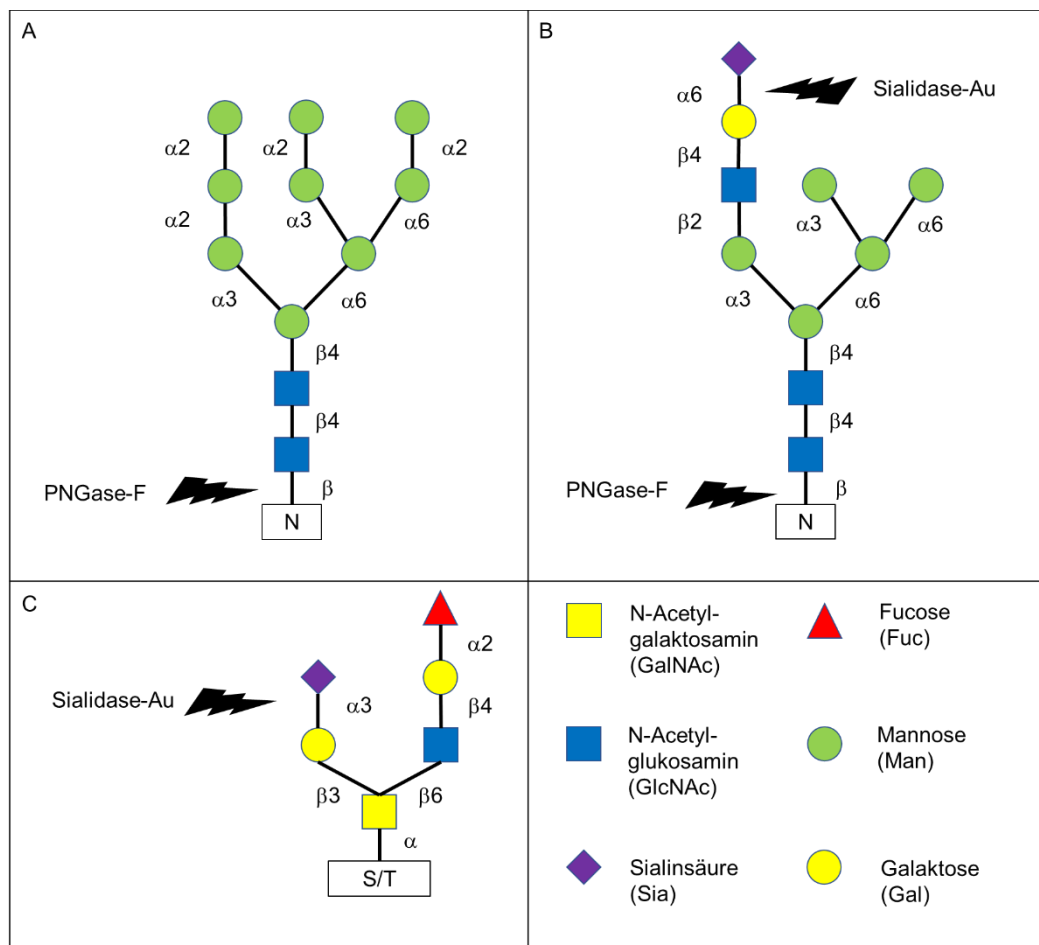 A
α2
α2
α2
α2
α3
α6
α3
α6
β4
β4
PNGase-F
β
N
B
α6
Sialidase-Au
β4
β2
α3
α6
α3
α6
β4
β4
PNGase-F
β
N
C
α2
Sialidase-Au
α3
β4
β3
β6
α
S/T
N-Acetyl-
galaktosamin
(GalNAc)
Fucose
(Fuc)
N-Acetyl-
glukosamin
(GlcNAc)
Mannose
(Man)
Sialinsäure
(Sia)
Galaktose
(Gal)